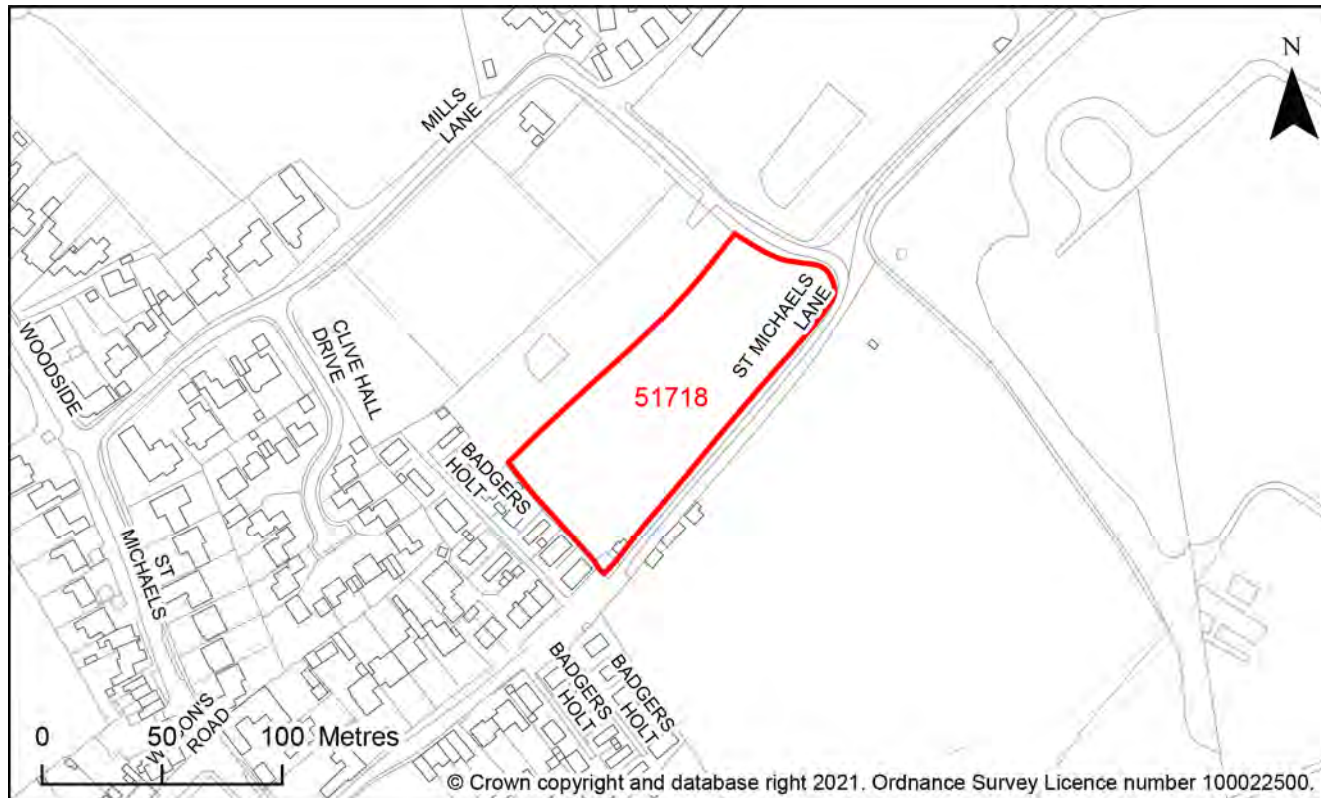 N
MILLS
LANE
ST MICHAELS
LANE
WOODSIDE
CLIVE HALL
DRIVE
51718
BADGERS
HOLT
ST
MICHAELS
BADGERS
HOLT
BADGERS
HOLT
ROAD
0 50 100 Metres
© Crown copyright and database right 2021. Ordnance Survey Licence number 100022500.